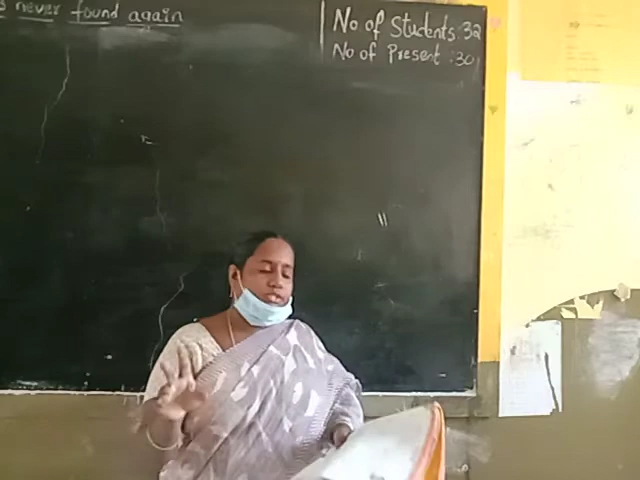 never found again
No of Students : 32
No of Present : 30